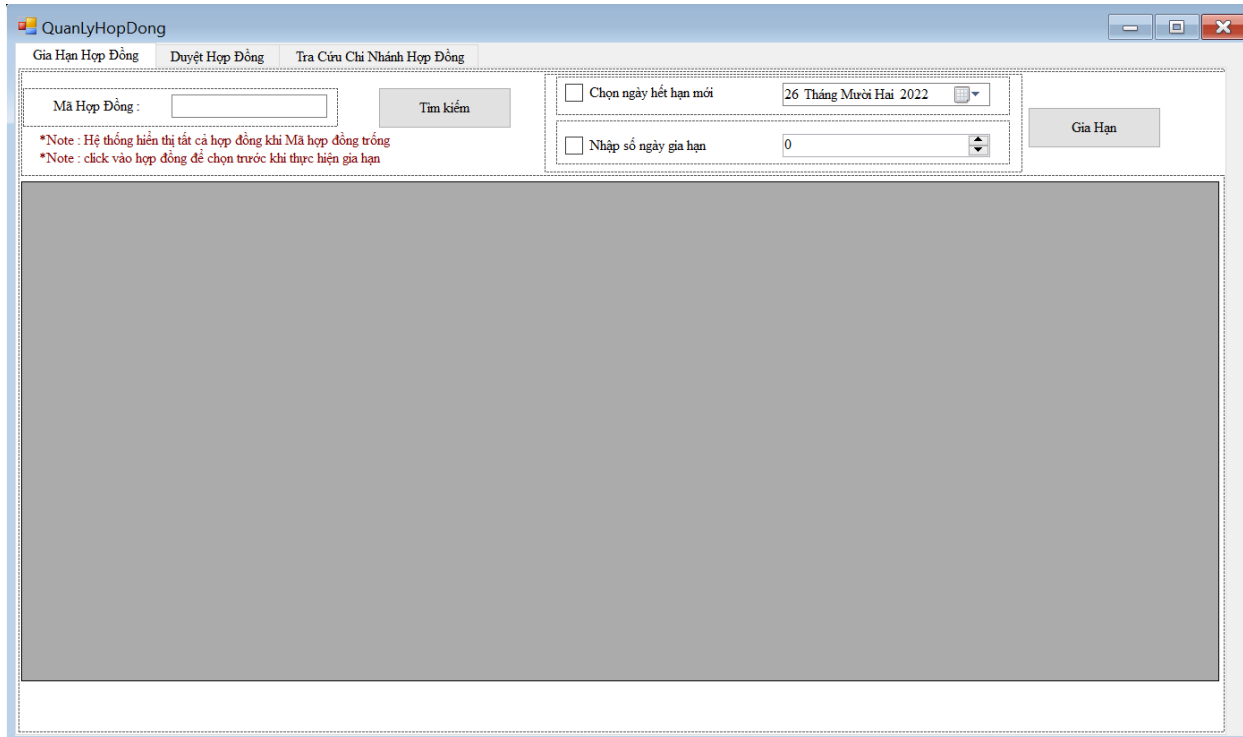 QuanLyHopDong
Gia Hạn Hợp Đồng Duyệt Hợp Đồng Tra Cứu Chi Nhánh Hợp Đồng
Mã Hợp Đồng : Tìm kiếm
*Note : Hệ thống hiển thị tất cả hợp đồng khi Mã hợp đồng trống
*Note : click vào hợp đồng để chọn trước khi thực hiện gia hạn
Chọn ngày hết hạn mới 26 Tháng Mười Hai 2022
Nhập số ngày gia hạn 0
Gia Hạn